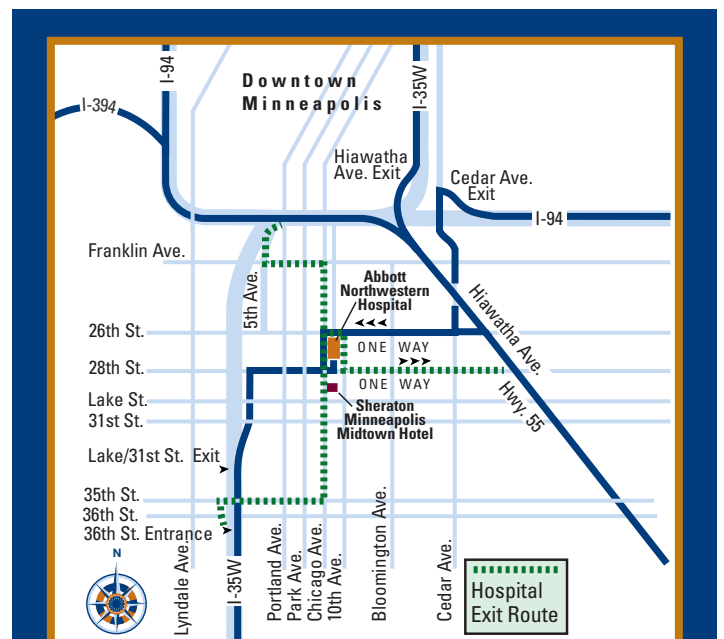 I-94
I-394
Downtown
Minneapolis
I-35W
Hiawatha
Ave. Exit
Cedar Ave.
Exit
I-94
Franklin Ave.
5th Ave.
Abbott
Northwestern
Hospital
Hiawatha Ave.
26th St.
ONE WAY
28th St.
ONE WAY
Hwy. 55
Lake St.
31st St.
Sheraton
Minneapolis
Midtown Hotel
Lake/31st St. Exit
35th St.
36th St.
36th St. Entrance
N
Lyndale Ave.
I-35W
Portland Ave.
Park Ave.
Chicago Ave.
10th Ave.
Bloomington Ave.
Cedar Ave.
Hospital
Exit Route